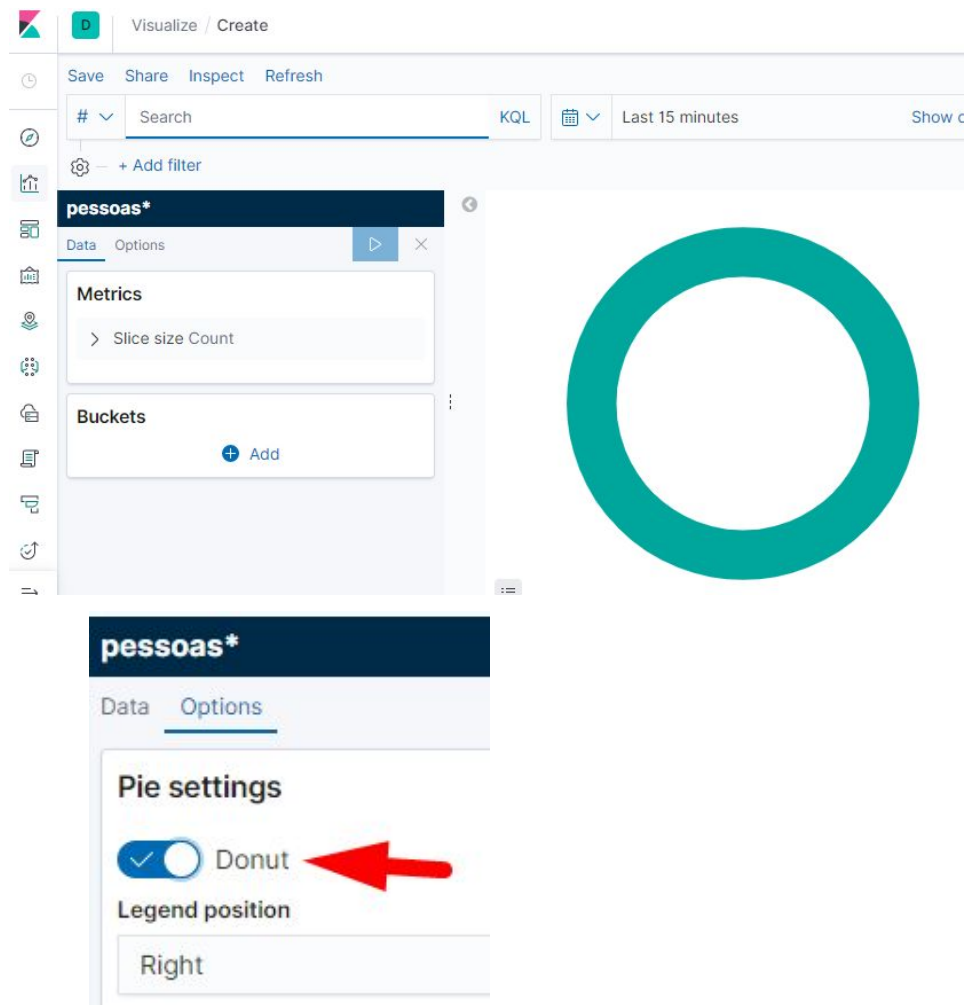 D Visualize / Create
Save Share Inspect Refresh
# Search KQL Last 15 minutes Show
+ Add filter
pessoas*
Data Options
Metrics
Slice size Count
Buckets
Add
pessoas*
Data Options
Pie settings
Donut
Legend position
Right